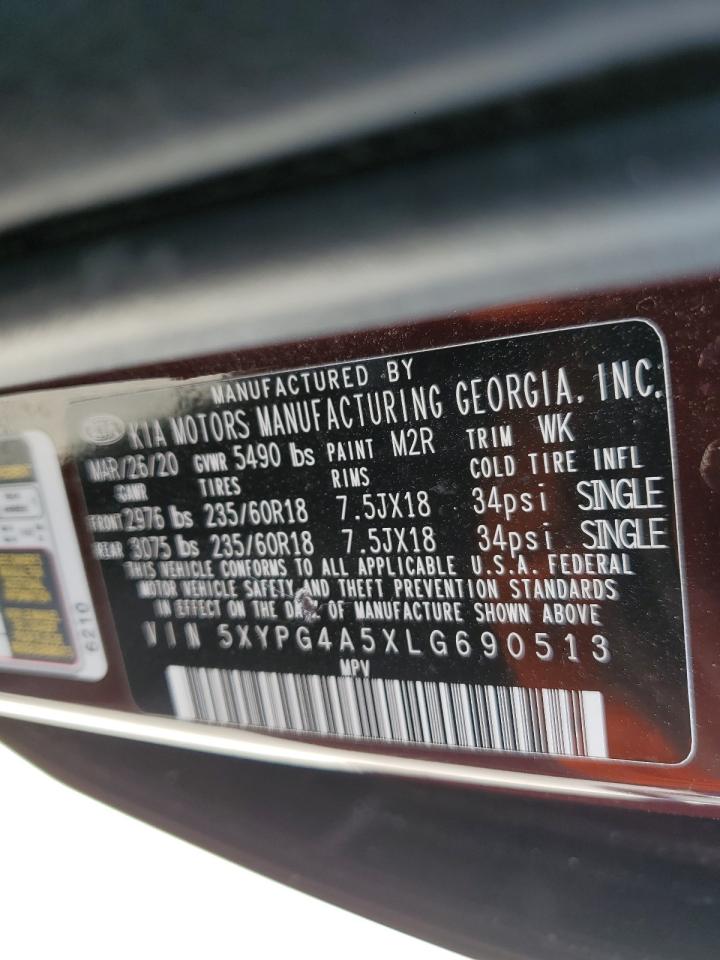 MANUFACTURED BY
KIA KIA MOTORS MANUFACTURING GEORGIA, INC.
MAR/26/20 GVWR 5490 lbs PAINT M2R TRIM WK
GAWR TIRES RIMS COLD TIRE INFL
FRONT 2976 lbs 235/60R18 7.5JX18 34psi SINGLE
REAR 3075 lbs 235/60R18 7.5JX18 34psi SINGLE
THIS VEHICLE CONFORMS TO ALL APPLICABLE U.S.A. FEDERAL
MOTOR VEHICLE SAFETY AND THEFT PREVENTION STANDARDS
IN EFFECT ON THE DATE OF MANUFACTURE SHOWN ABOVE
VIN 5XYPG4A5XLG690513
MPV
6210